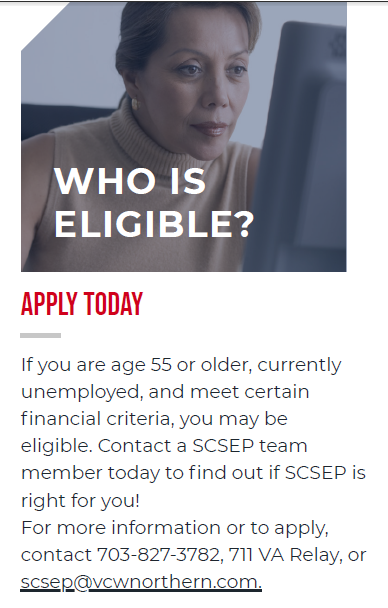 WHO IS
ELIGIBLE?
APPLY TODAY
If you are age 55 or older, currently
unemployed, and meet certain
financial criteria, you may be
eligible. Contact a SCSEP team
member today to find out if SCSEP is
right for you!
For more information or to apply,
contact 703-827-3782, 711 VA Relay, or
scsep@vcwnorthern.com.